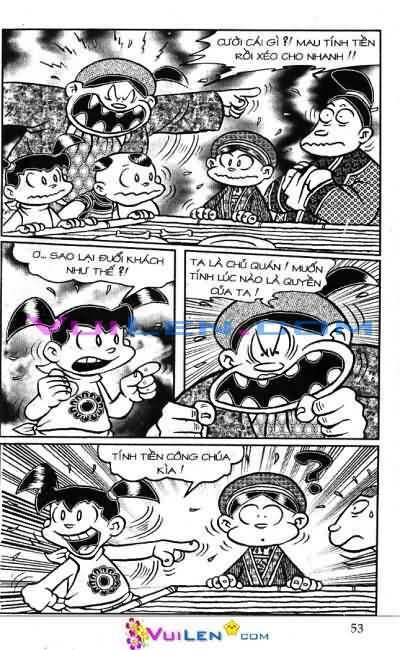 CƯỜI CÁI GÌ ?! MAU TÍNH TIỀN
RỒI XÉO CHO NHANH !!
Ơ... SAO LẠI ĐUỔI KHÁCH
NHƯ THẾ ?!
TA LÀ CHỦ QUÁN ! MUỐN
TÍNH LÚC NÀO LÀ QUYỀN
CỦA TA !
VUILEN.COM
TÍNH TIỀN CÔNG CHÚA
KÌA !
?
53
VUILEN COM